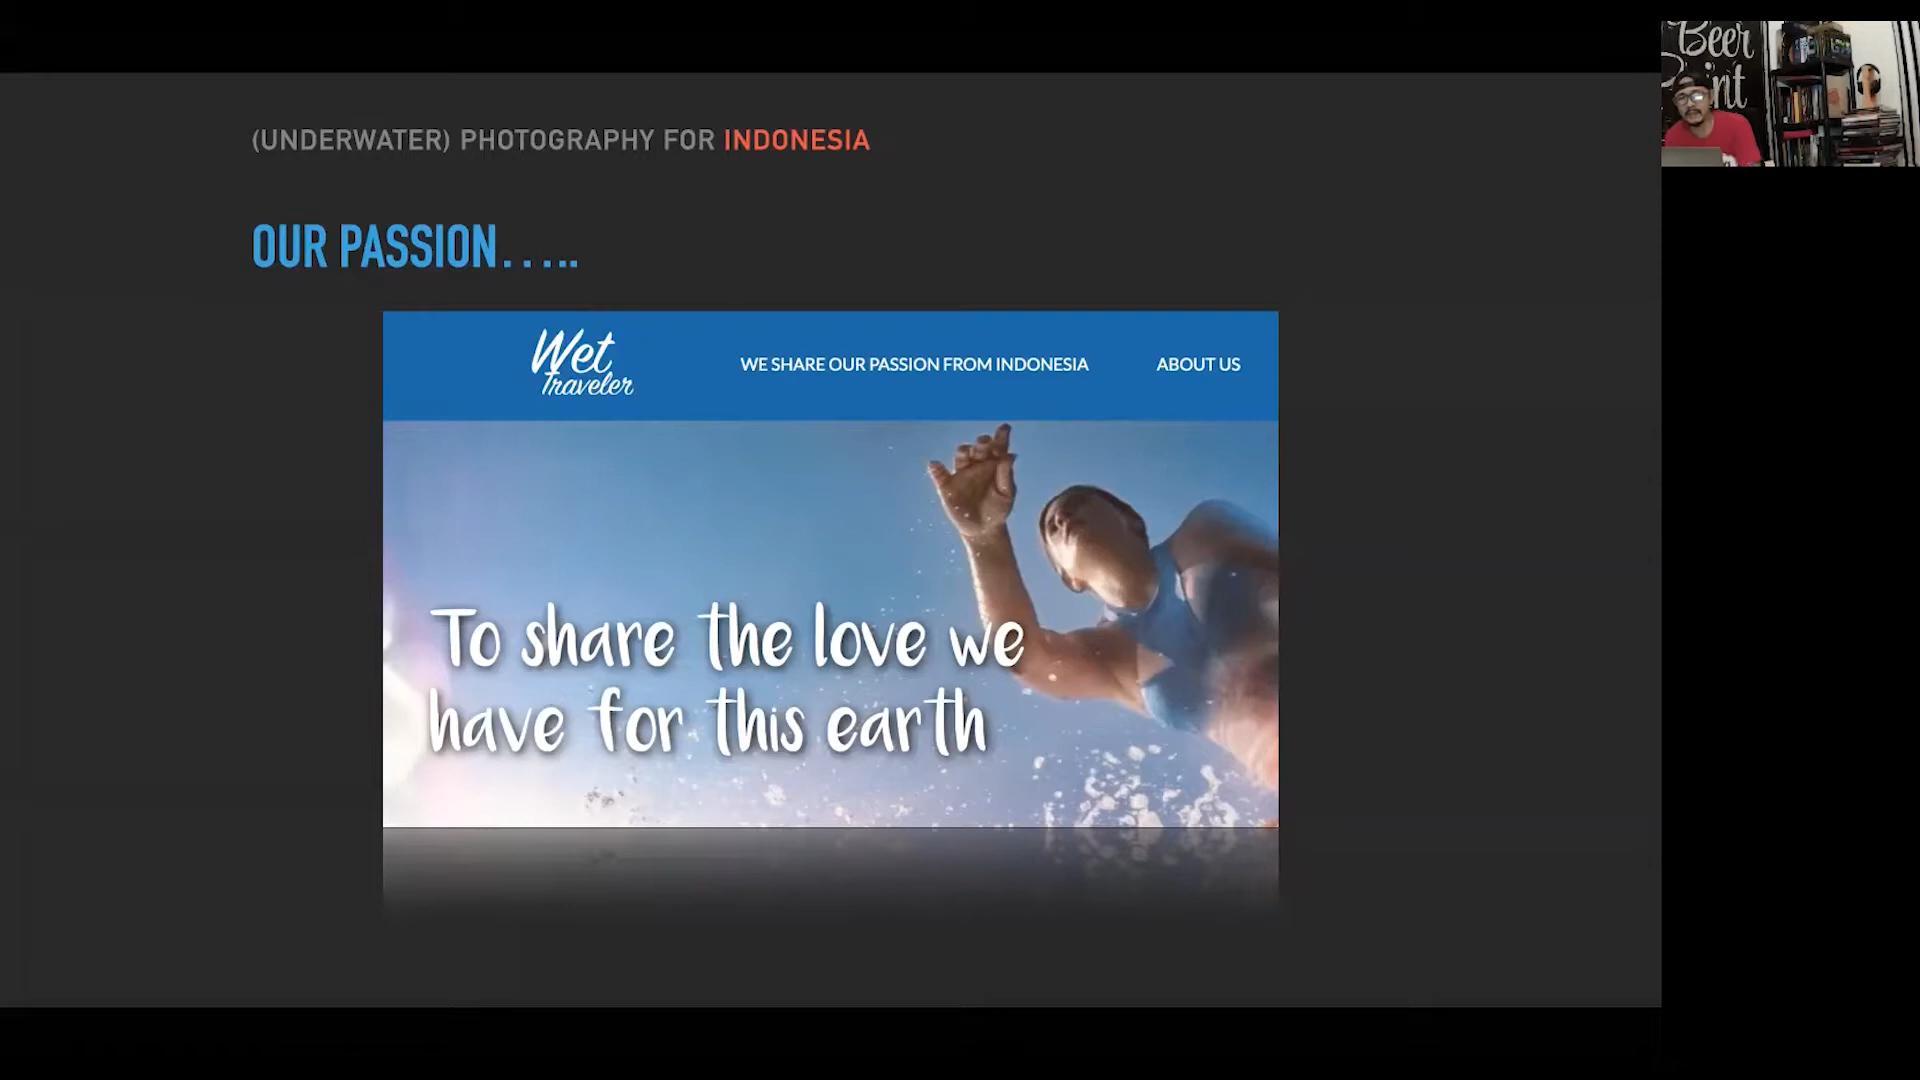 (UNDERWATER) PHOTOGRAPHY FOR INDONESIA
OUR PASSION.....
Wet
Traveler
WE SHARE OUR PASSION FROM INDONESIA
ABOUT US
To share the love we
have for this earth
Beer